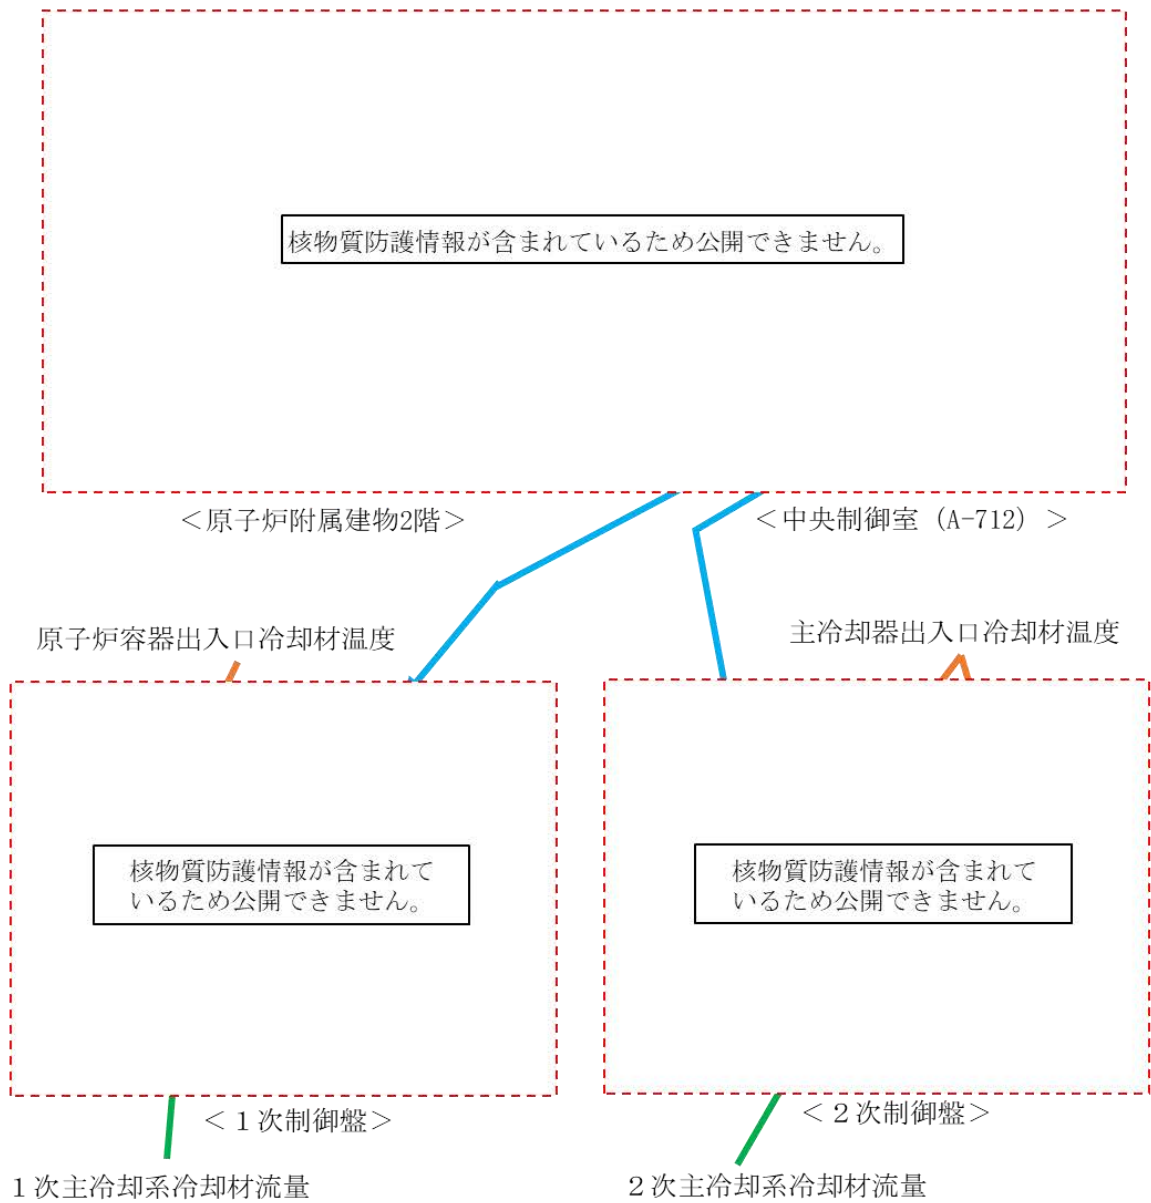 核物質防護情報が含まれているため公開できません。
＜原子炉附属建物2階＞
＜中央制御室（A-712）＞
原子炉容器出入口冷却材温度
主冷却器出入口冷却材温度
核物質防護情報が含まれて
いるため公開できません。
核物質防護情報が含まれて
いるため公開できません。
＜１次制御盤＞
＜２次制御盤＞
１次主冷却系冷却材流量
２次主冷却系冷却材流量